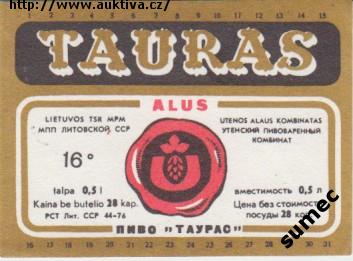 http://www.auktiva.cz/
1 2 3 4 5 6 7 8 9 10 11 12 13 14 15
TAURAS
ALUS
LIETUVOS TSR MPM
МПП ЛИТОВСКОЙ ССР
UTENOS ALAUS KOMBINATAS
УТЕНСКИЙ ПИВОВАРЕННЫЙ
КОМБИНАТ
16°
talpa 0,5 l
Kaina be butelio 28 kap.
РСТ Лит. ССР 44-76
вместимость 0,5 л
Цена без стоимости
посуды 28 коп.
ПИВО "ТАУРАС"
16 17 18 19 20 21 22 23 24 25 26 27 28 29 30 31
sumec